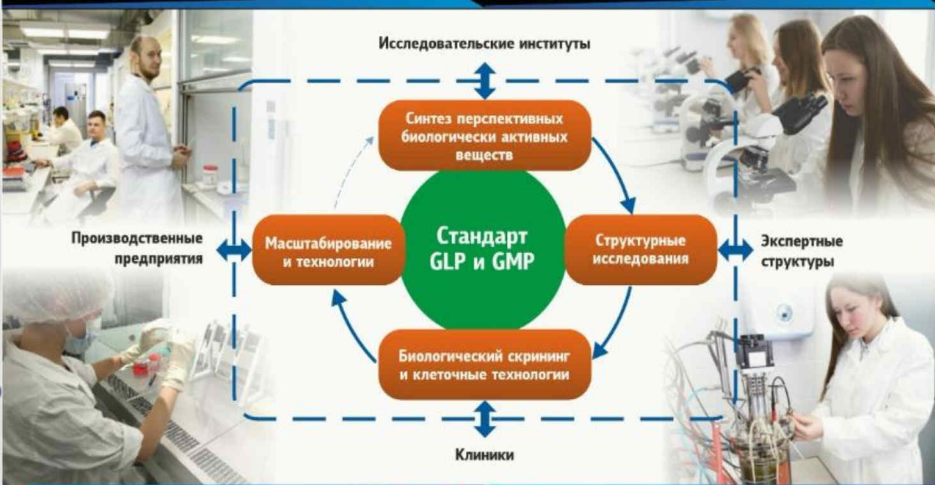 Исследовательские институты
Синтез перспективных
биологически активных
веществ
Производственные
предприятия
Масштабирование
и технологии
Стандарт
GLP и GMP
Структурные
исследования
Экспертные
структуры
Биологический скрининг
и клеточные технологии
Клиники